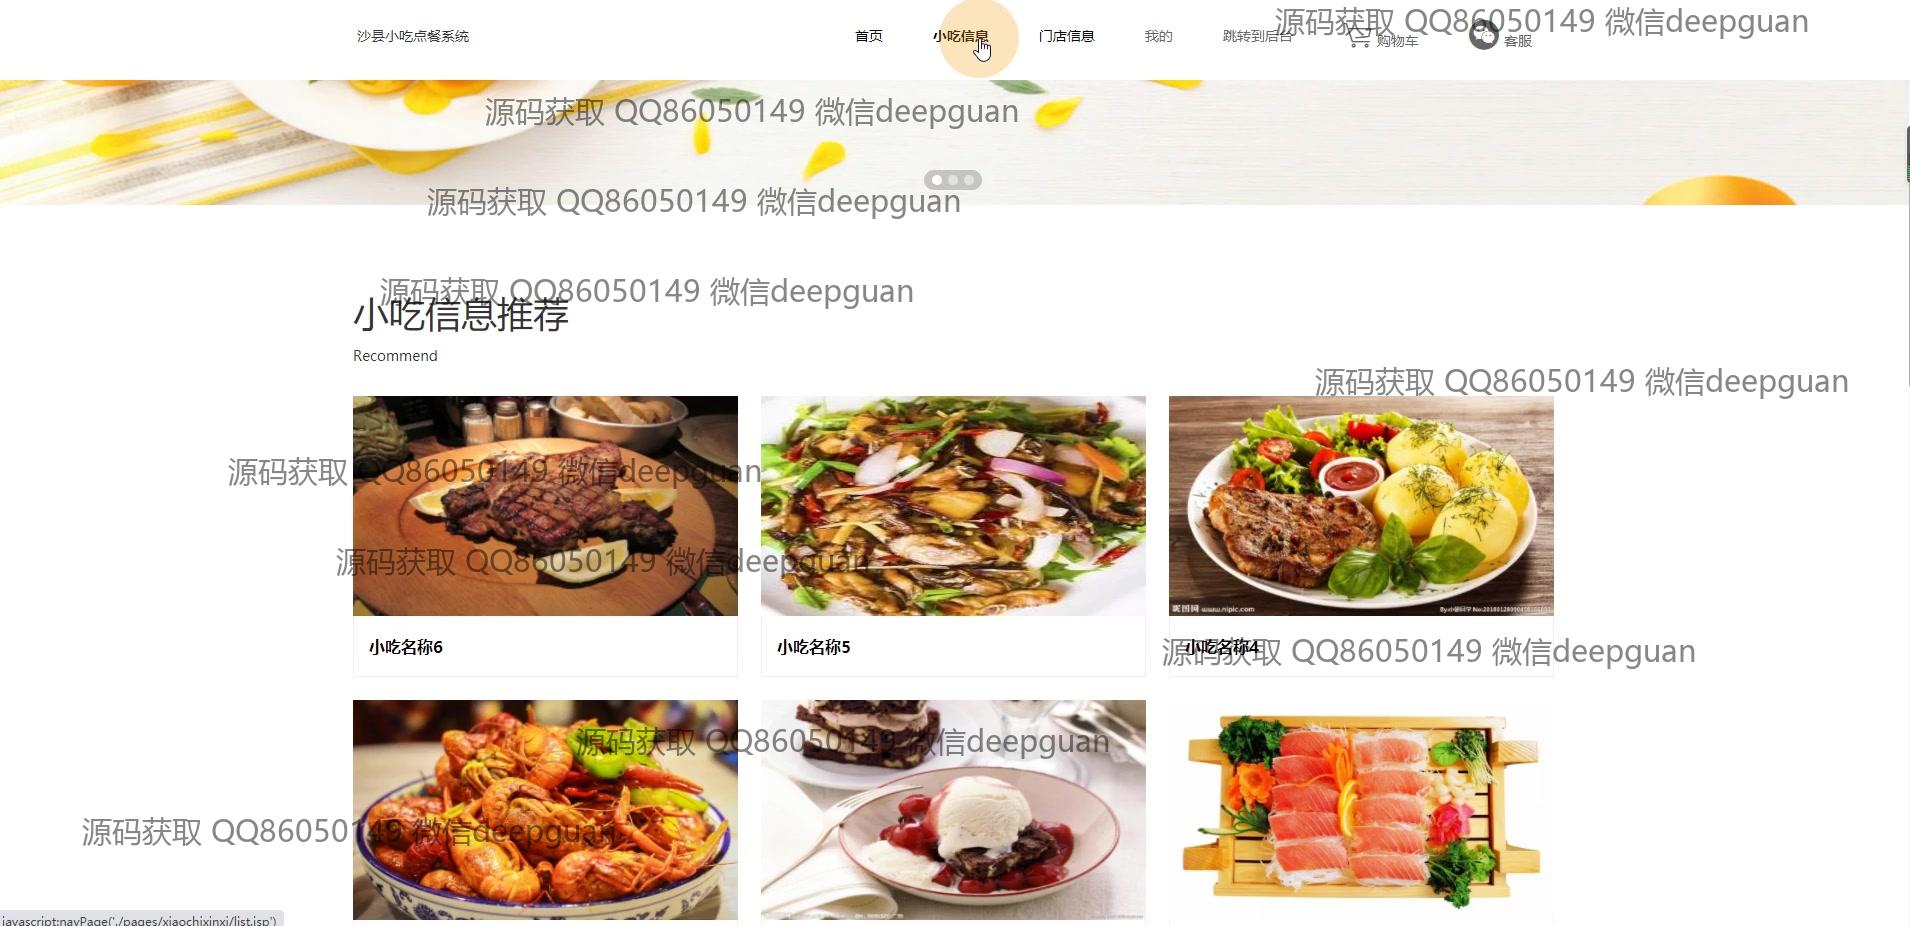 沙县小吃点餐系统
首页 小吃信息 门店信息 我的 跳转到后台 购物车 客服
源码获取 QQ86050149 微信deepguan
源码获取 QQ86050149 微信deepguan
源码获取 QQ86050149 微信deepguan
源码获取 QQ86050149 微信deepguan
小吃信息推荐
Recommend
源码获取 QQ86050149 微信deepguan
源码获取 QQ86050149 微信deepguan
源码获取 QQ86050149 微信deepguan
昵图网 www.nipic.com
小吃名称6
小吃名称5
小吃名称4
源码获取 QQ86050149 微信deepguan
源码获取 QQ86050149 微信deepguan
源码获取 QQ86050149 微信deepguan
javascript:navPage('./pages/xiaochixinxi/list.jsp')